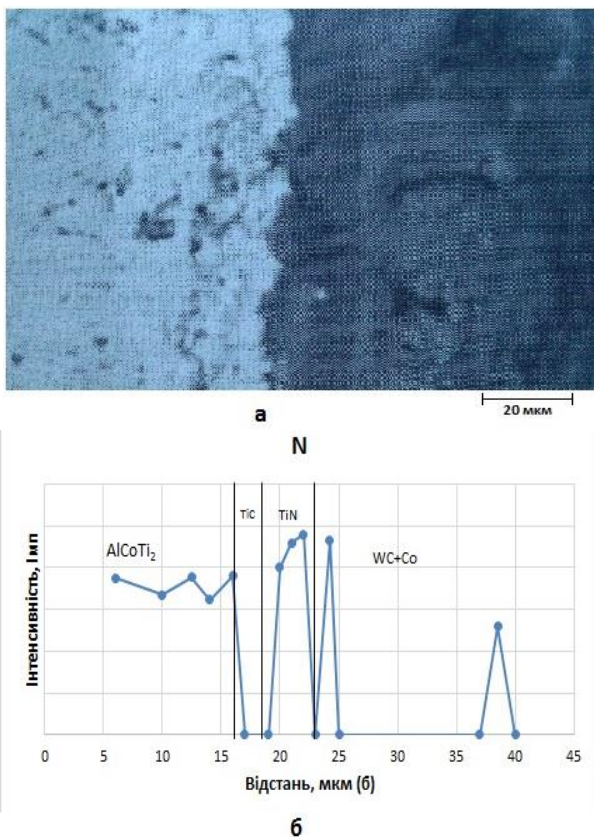 20 мкм
а
N
Інтенсивність, Імп
AlCoTi₂
TiC
TiN
WC+Co
0 5 10 15 20 25 30 35 40 45
Відстань, мкм (б)
б